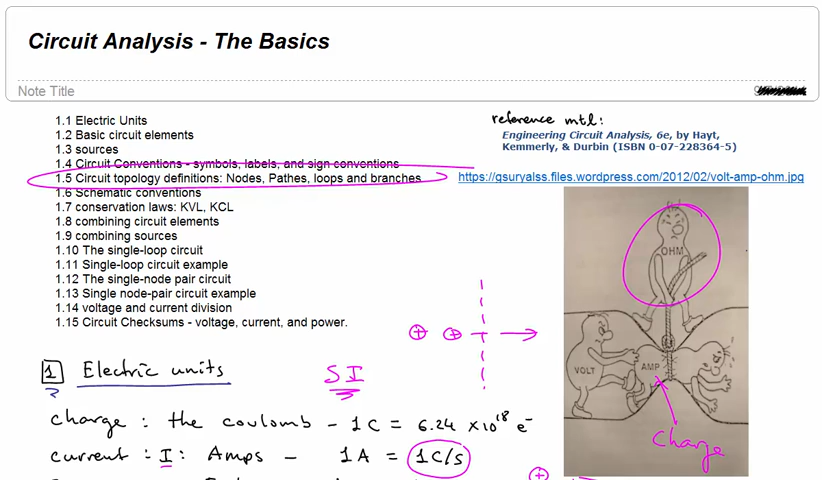 Circuit Analysis - The Basics
Note Title
1.1 Electric Units
1.2 Basic circuit elements
1.3 sources
1.4 Circuit Conventions - symbols, labels, and sign conventions
1.5 Circuit topology definitions: Nodes, Pathes, loops and branches
1.6 Schematic conventions
1.7 conservation laws: KVL, KCL
1.8 combining circuit elements
1.9 combining sources
1.10 The single-loop circuit
1.11 Single-loop circuit example
1.12 The single-node pair circuit
1.13 Single node-pair circuit example
1.14 voltage and current division
1.15 Circuit Checksums - voltage, current, and power.
reference mtl:
Engineering Circuit Analysis, 6e, by Hayt,
Kemmerly, & Durbin (ISBN 0-07-228364-5)
https://gsuryalss.files.wordpress.com/2012/02/volt-amp-ohm.jpg
OHM
VOLT
AMP
Charge
+ +
1 Electric units
SI
charge : the coulomb - 1C = 6.24 ×10^18 e-
current : I : Amps - 1A = 1C/s
+